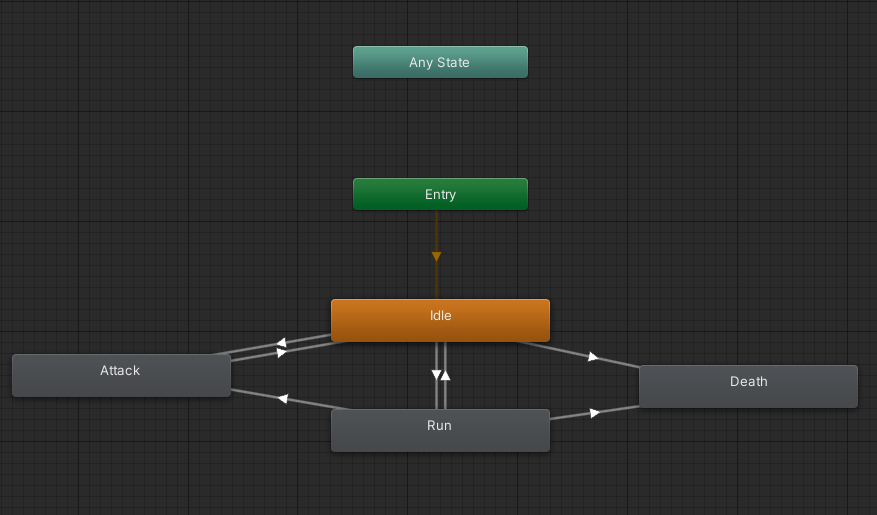 Any State
Entry
Idle
Attack
Death
Run